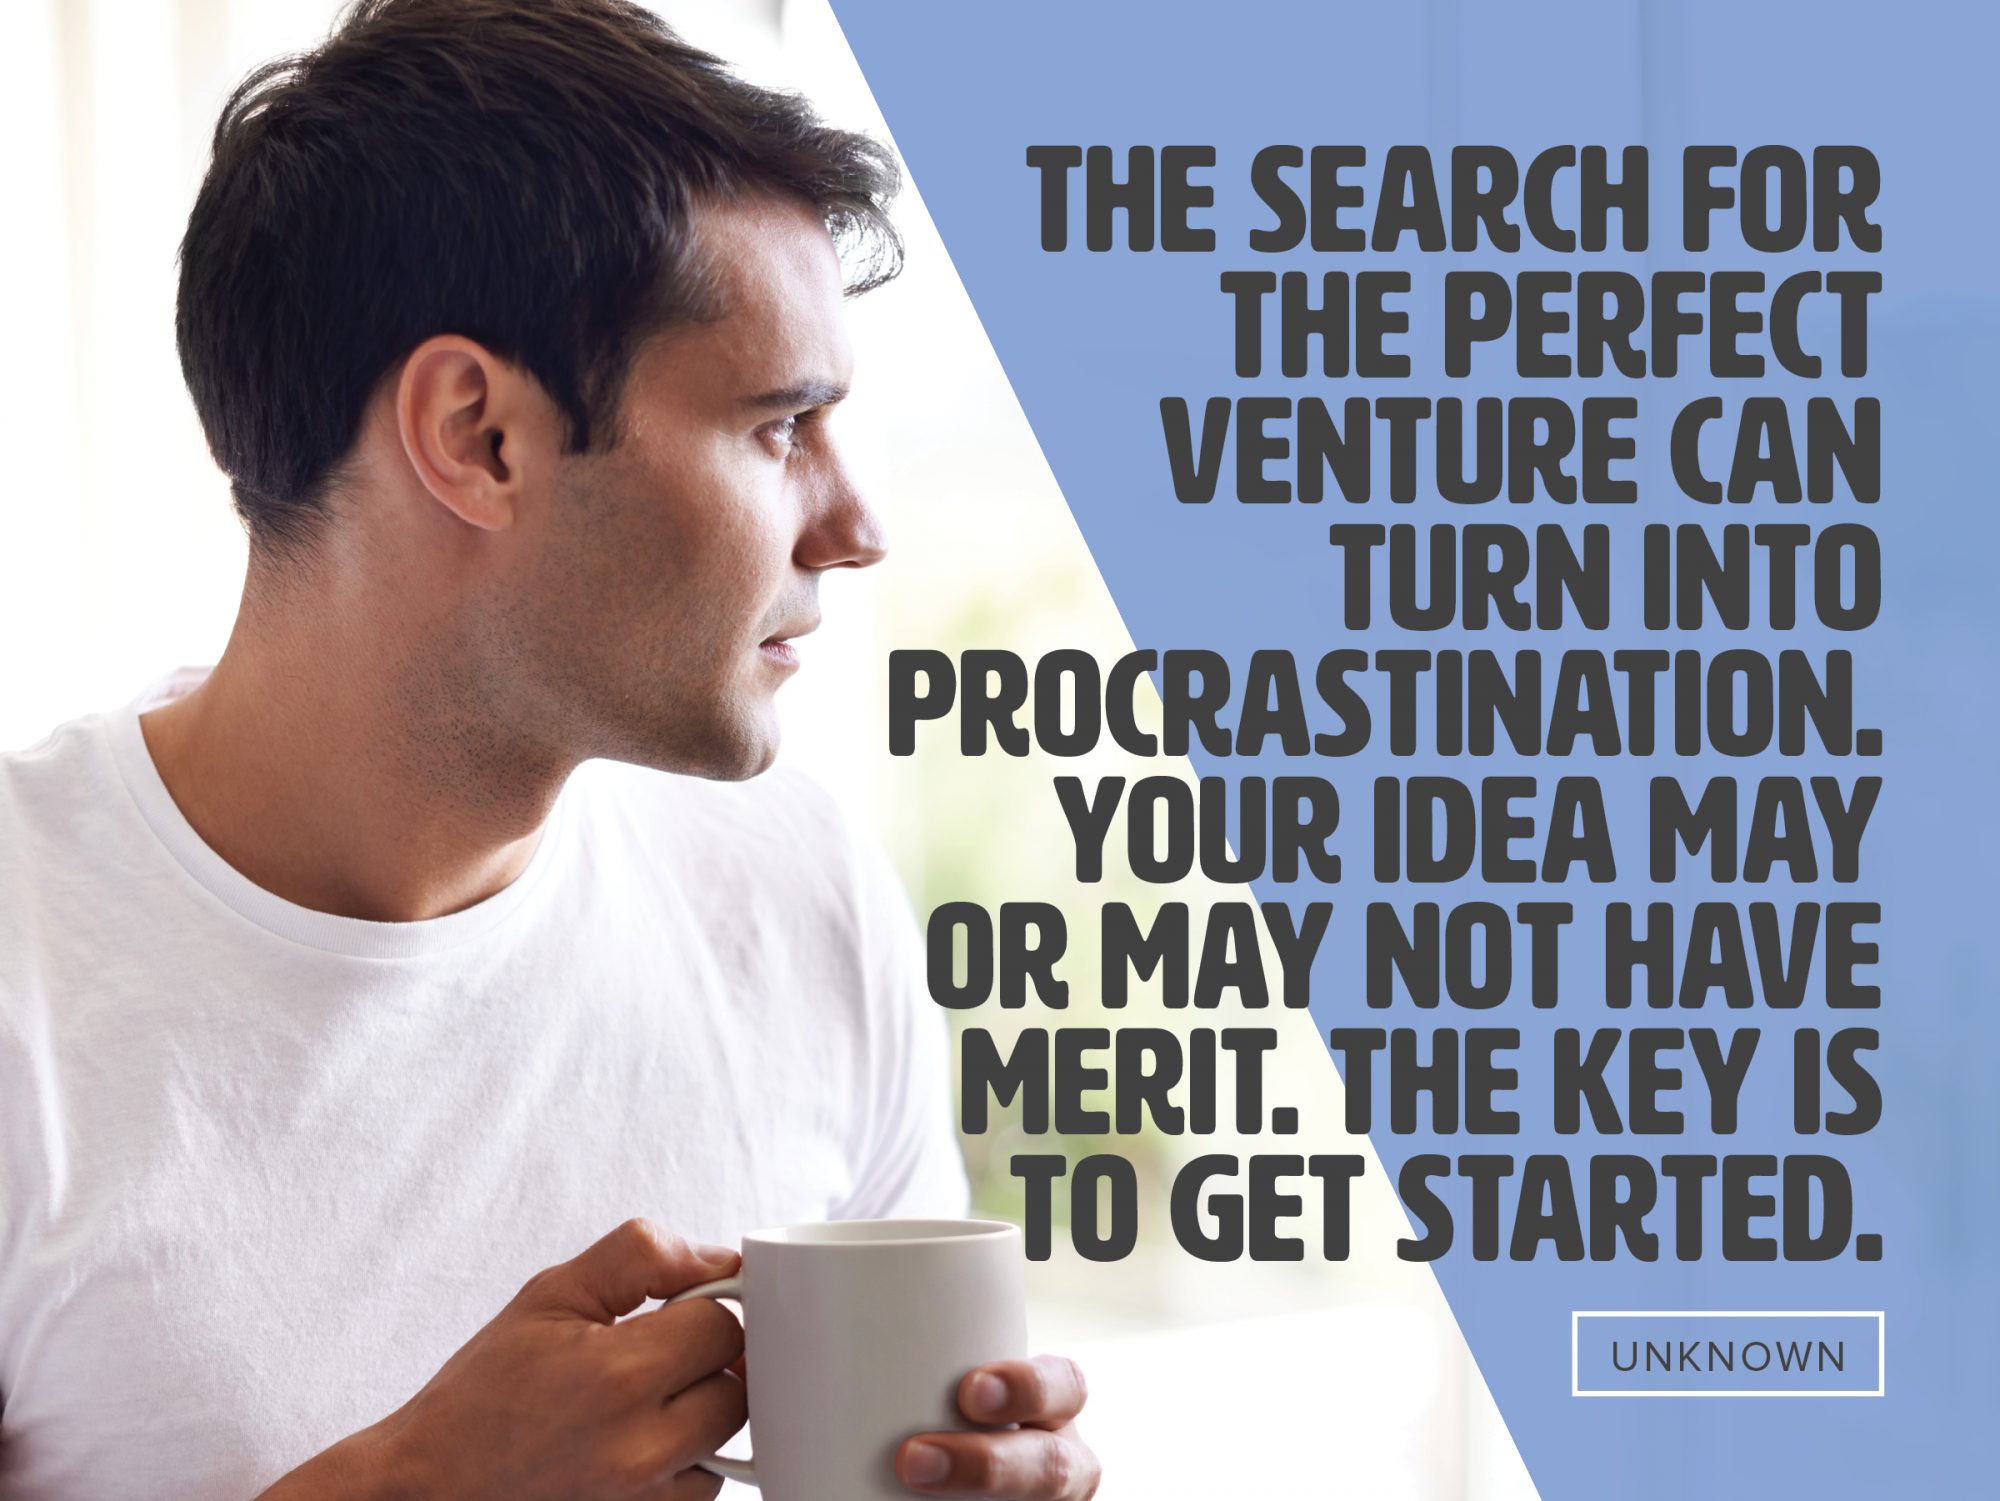 THE SEARCH FOR
THE PERFECT
VENTURE CAN
TURN INTO
PROCRASTINATION.
YOUR IDEA MAY
OR MAY NOT HAVE
MERIT. THE KEY IS
TO GET STARTED.
UNKNOWN